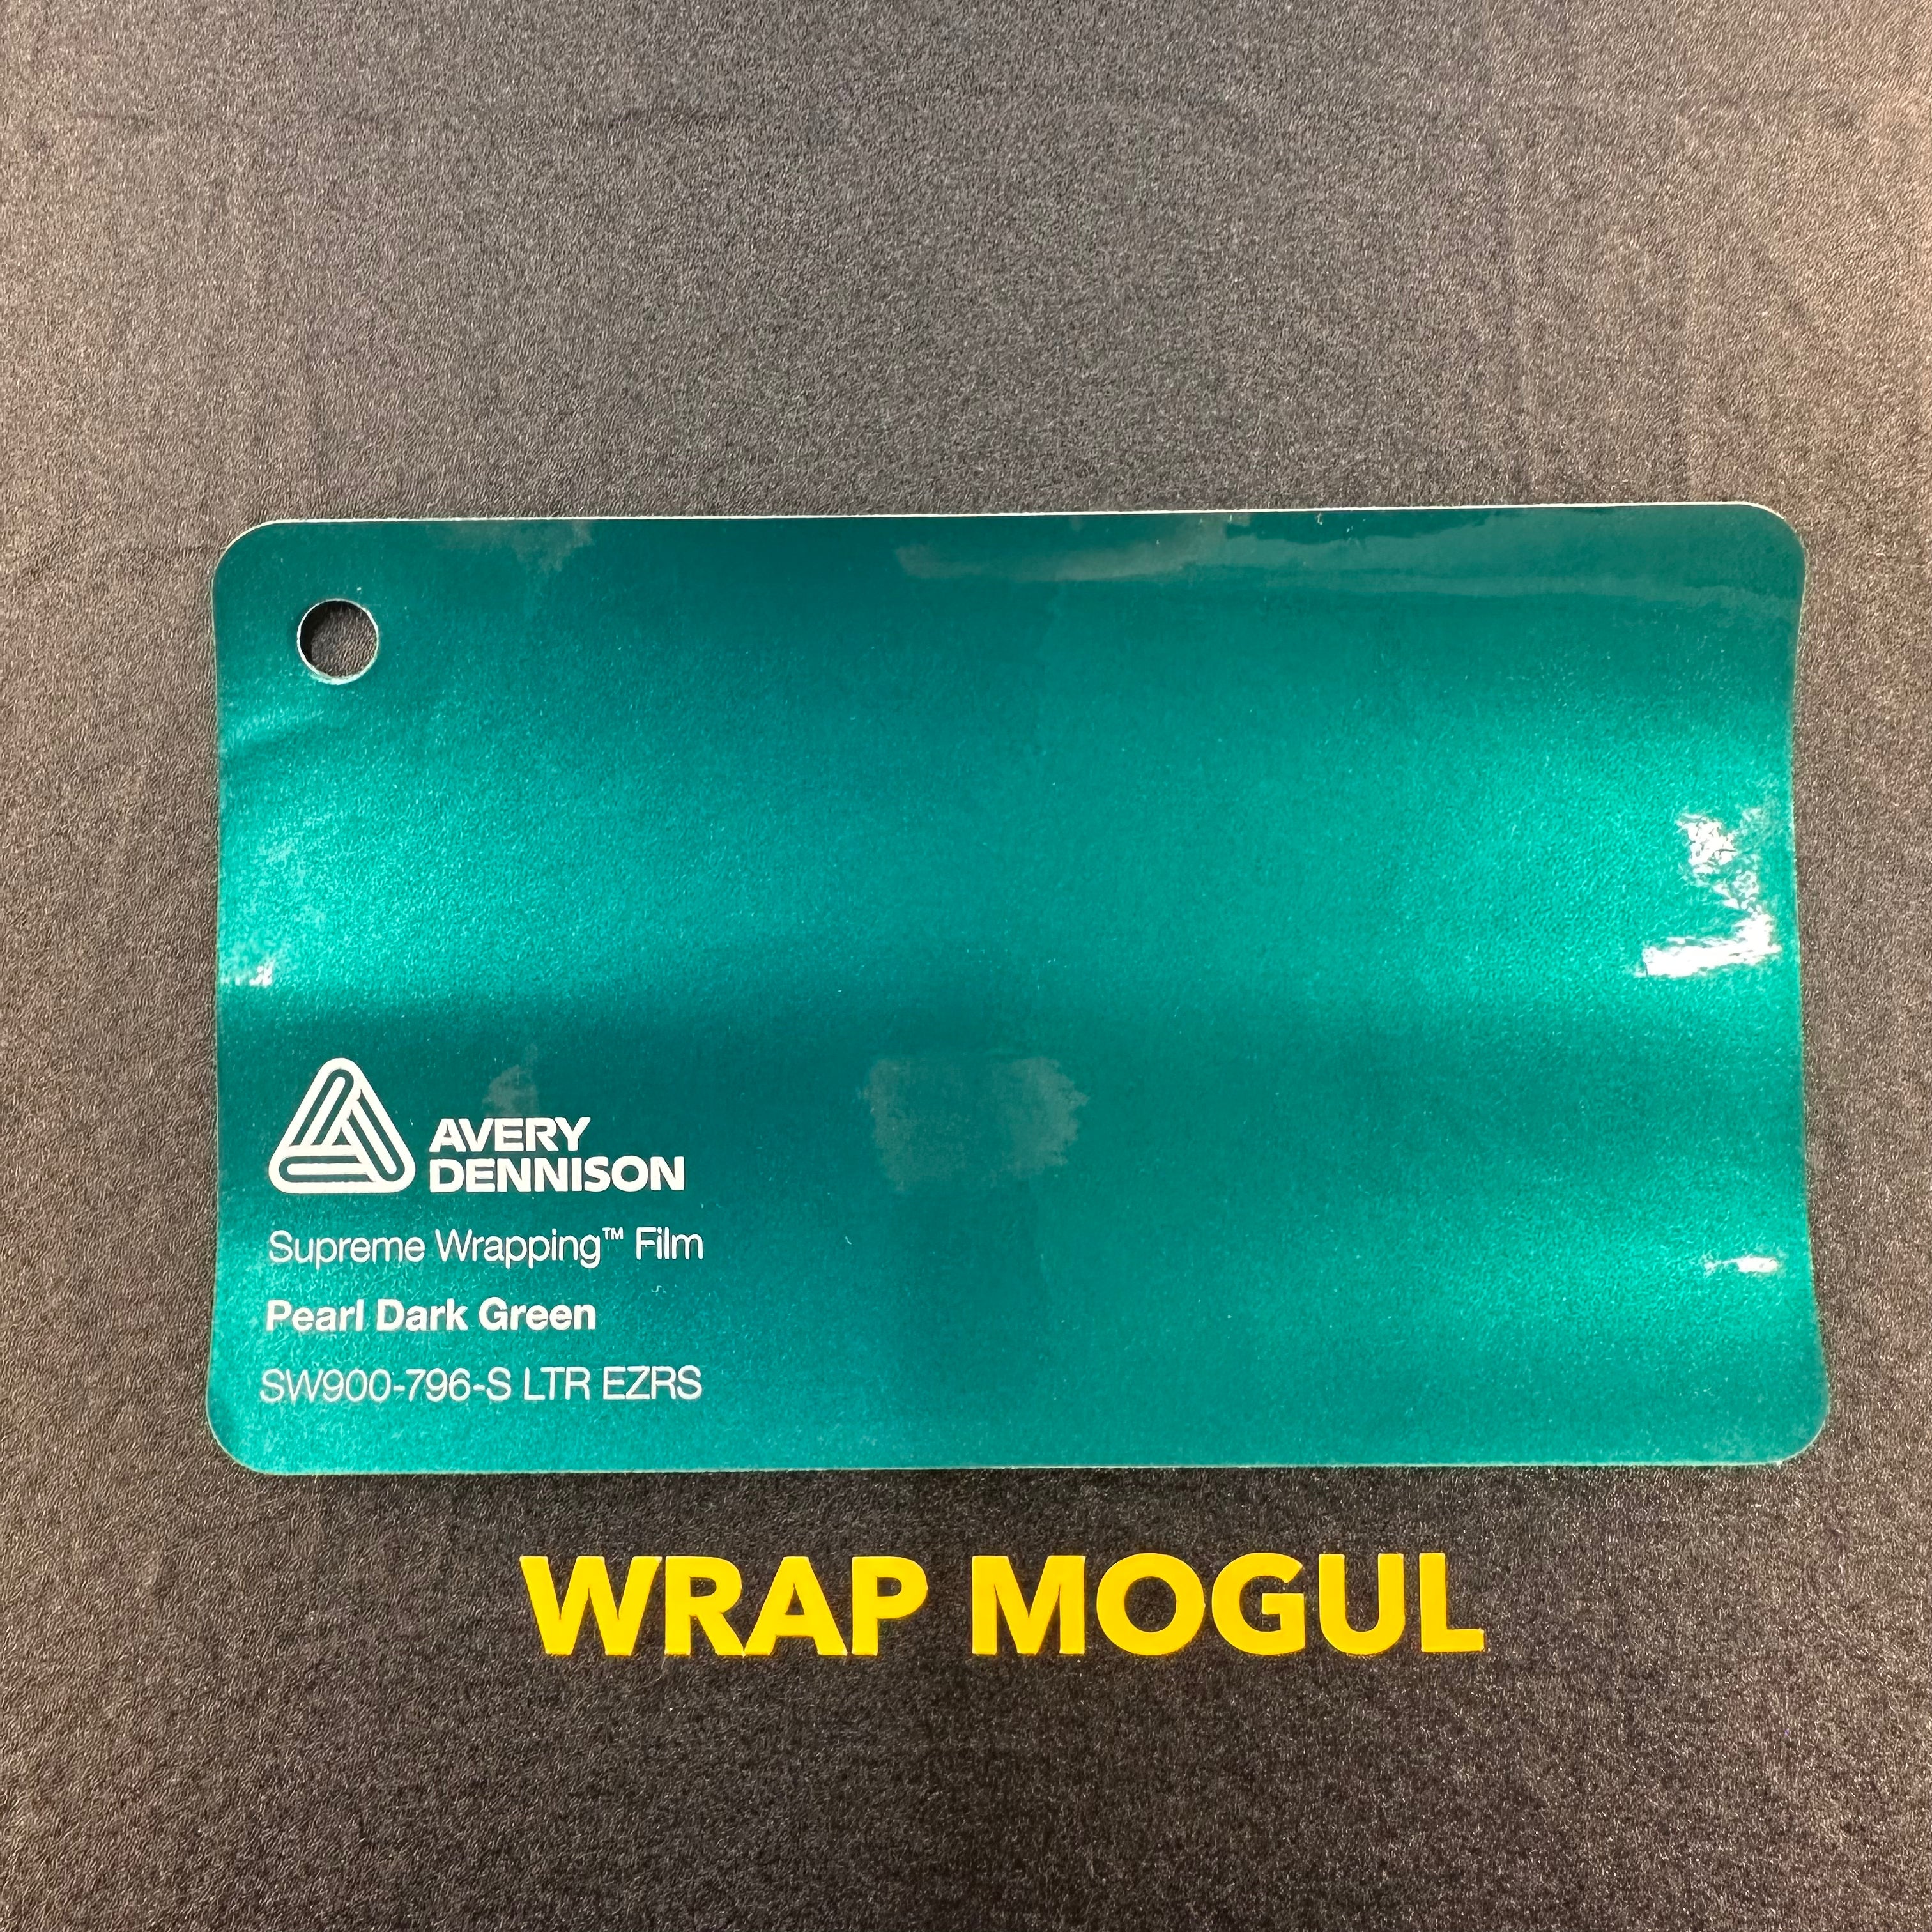 AVERY
DENNISON
Supreme Wrapping™ Film
Pearl Dark Green
SW900-796-S LTR EZRS
WRAP MOGUL